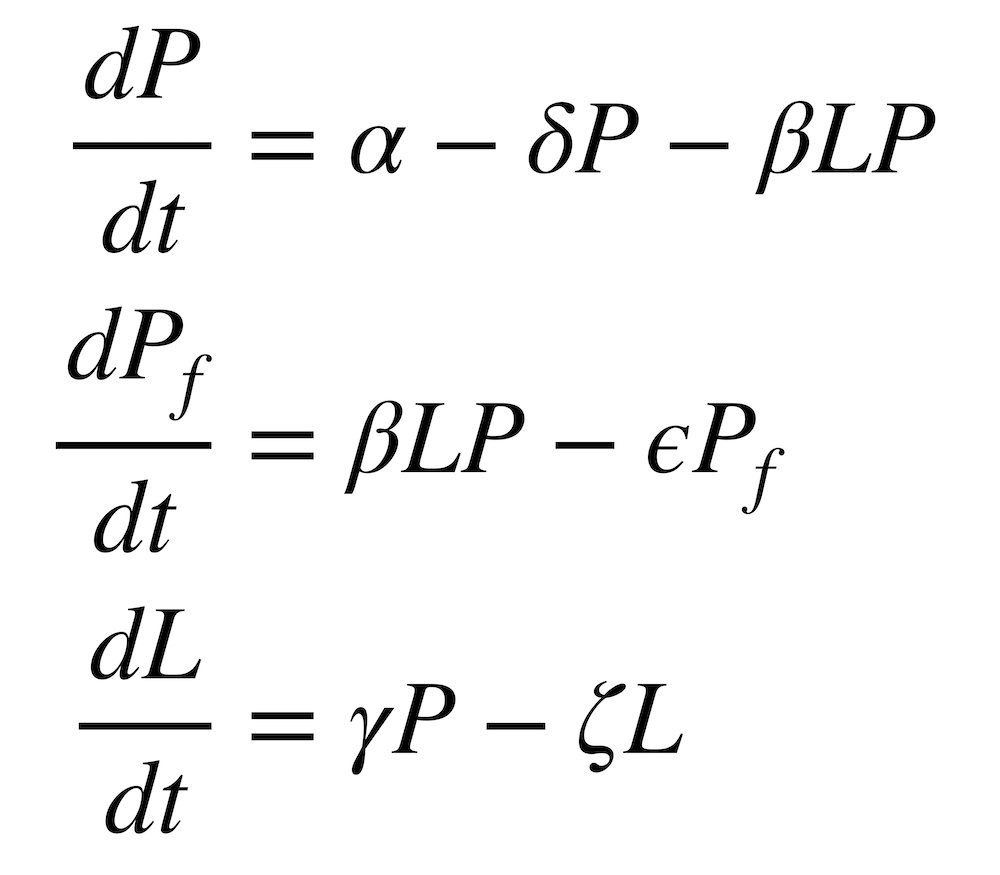 dP/dt = α − δP − βLP
dP_f/dt = βLP − ϵP_f
dL/dt = γP − ζL